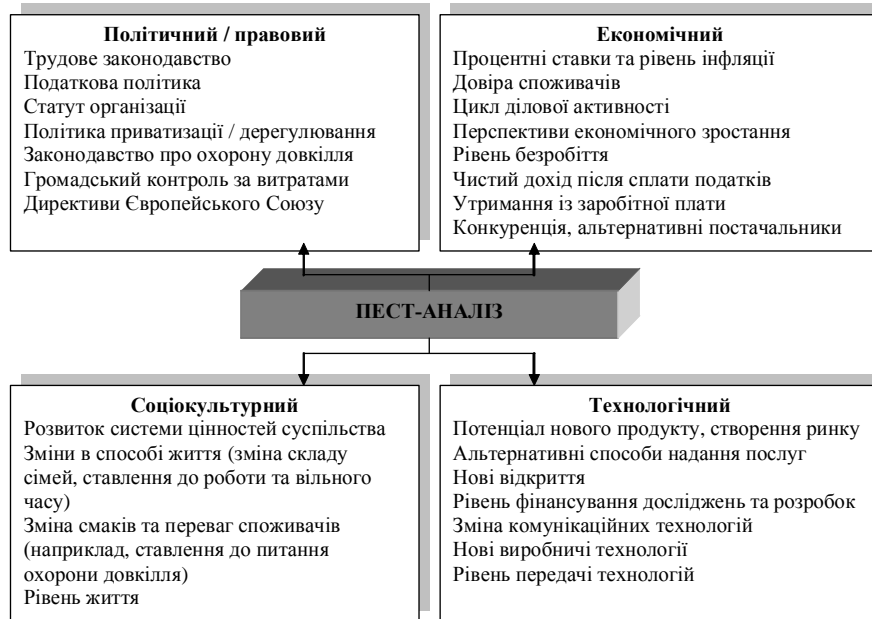 Політичний / правовий
Трудове законодавство
Податкова політика
Статут організації
Політика приватизації / дерегулювання
Законодавство про охорону довкілля
Громадський контроль за витратами
Директиви Європейського Союзу
Економічний
Процентні ставки та рівень інфляції
Довіра споживачів
Цикл ділової активності
Перспективи економічного зростання
Рівень безробіття
Чистий дохід після сплати податків
Утримання із заробітної плати
Конкуренція, альтернативні постачальники
ПЕСТ-АНАЛІЗ
Соціокультурний
Розвиток системи цінностей суспільства
Зміни в способі життя (зміна складу
сімей, ставлення до роботи та вільного
часу)
Зміна смаків та переваг споживачів
(наприклад, ставлення до питання
охорони довкілля)
Рівень життя
Технологічний
Потенціал нового продукту, створення ринку
Альтернативні способи надання послуг
Нові відкриття
Рівень фінансування досліджень та розробок
Зміна комунікаційних технологій
Нові виробничі технології
Рівень передачі технологій